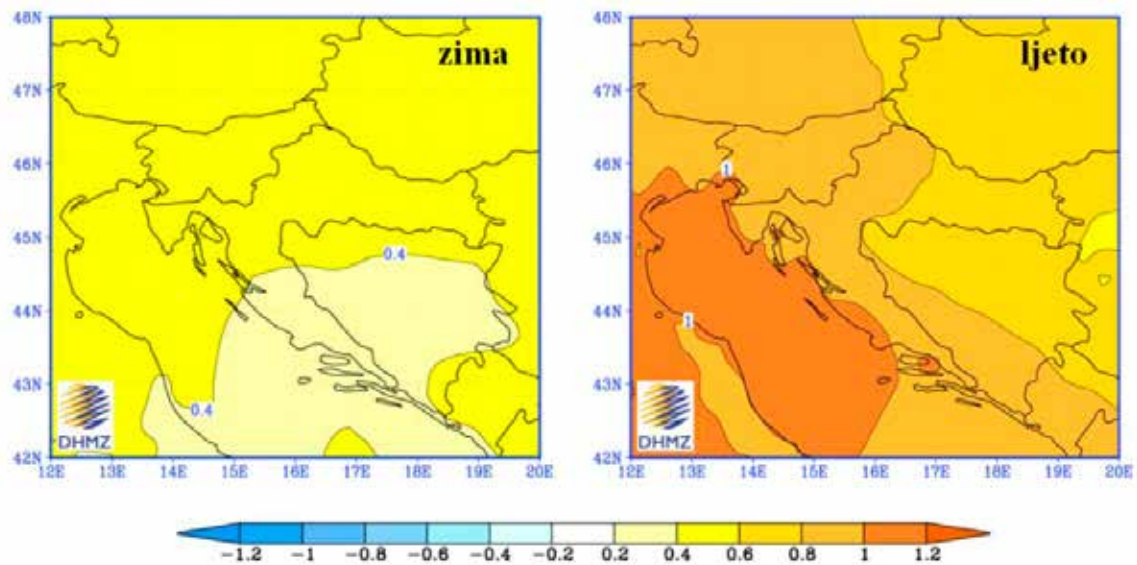 48N
zima
47N
46N
45N
0.4
44N
43N
0.4
DHMZ
42N
12E 13E 14E 15E 16E 17E 18E 19E 20E
48N
ljeto
47N
46N
1
45N
44N
1
43N
DHMZ
42N
12E 13E 14E 15E 16E 17E 18E 19E 20E
-1.2 -1 -0.8 -0.6 -0.4 -0.2 0.2 0.4 0.6 0.8 1 1.2